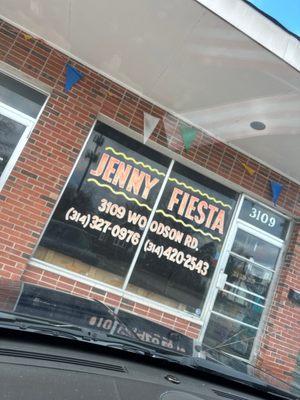 JENNY FIESTA
3109 WOODSON RD.
(314) 327-0976 (314) 420-2543
3109